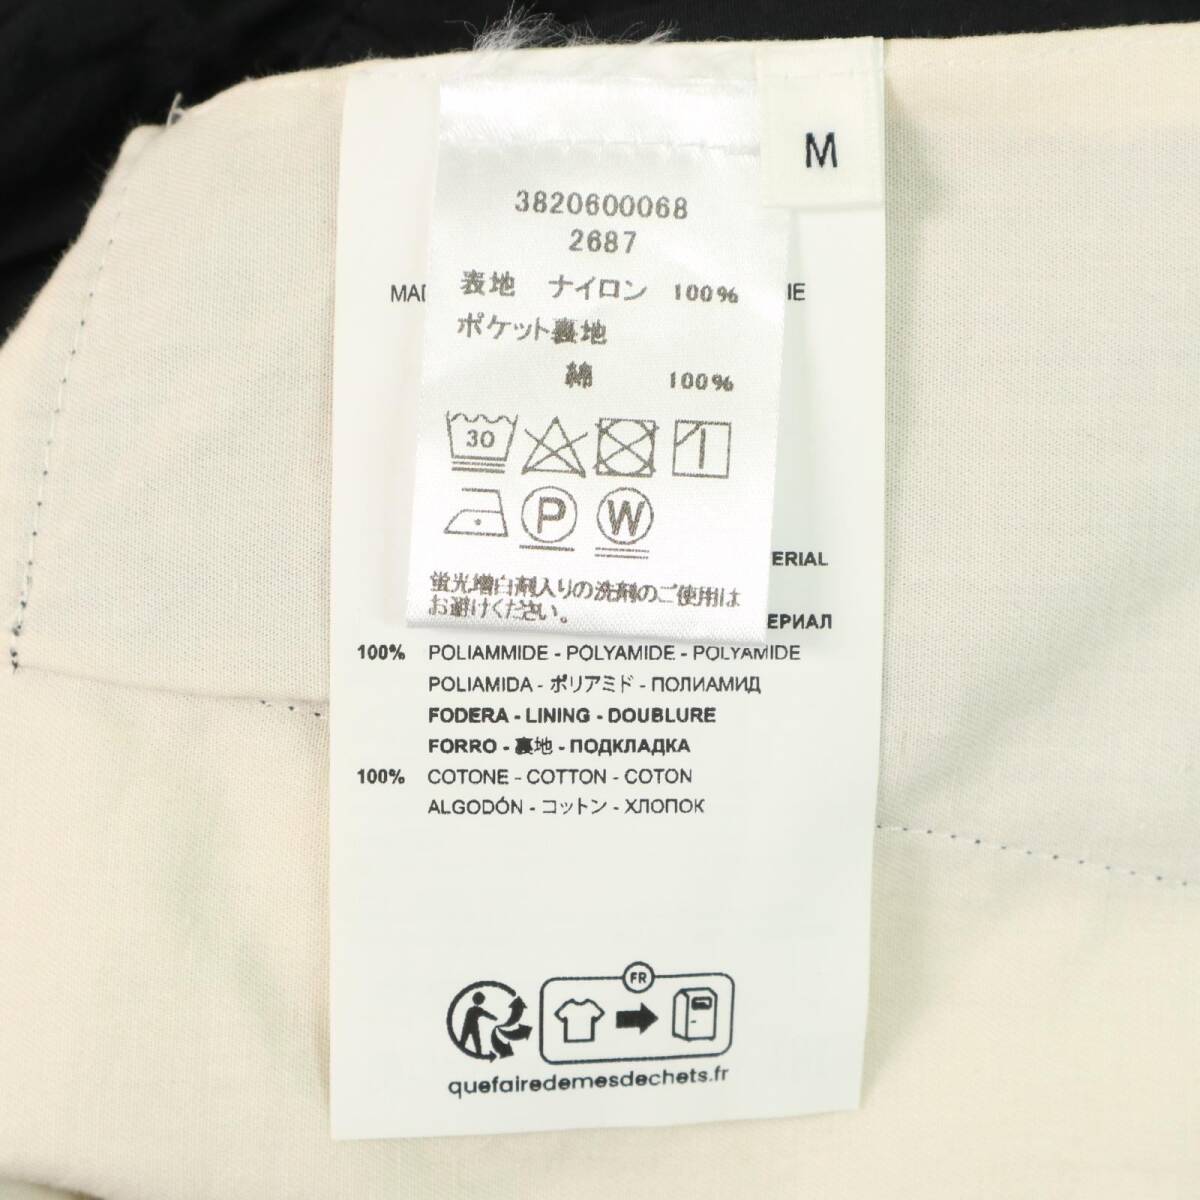 M
3820600068
2687
表地 ナイロン 100%
ポケット裏地
綿 100%
30
P W
蛍光増白剤入りの洗剤のご使用は
お避けください。
100% POLIAMMIDE - POLYAMIDE - POLYAMIDE
POLIAMIDA - ポリアミド - ПОЛИАМИД
FODERA - LINING - DOUBLURE
FORRO - 裏地 - ПОДКЛАДКА
100% COTONE - COTTON - COTON
ALGODÓN - コットン - ХЛОПОК
FR
quefairedemesdechets.fr